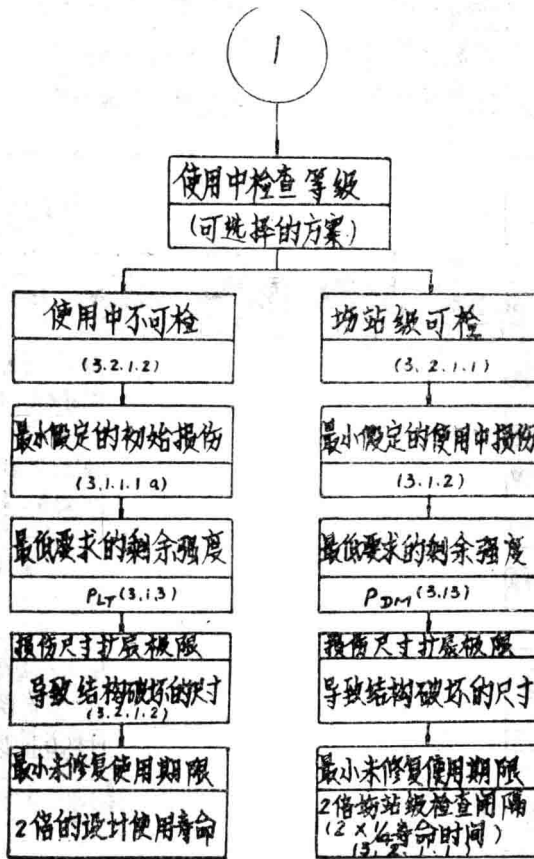 1
使用中检查等级
(可选择的方案)
使用中不可检
(3.2.1.2)
最小假定的初始损伤
(3.1.1.1a)
最低要求的剩余强度
PLT(3.1.3)
损伤尺寸扩展极限
导致结构破坏的尺寸
(3.2.1.2)
最小未修复使用期限
2倍的设计使用寿命
场站级可检
(3.2.1.1)
最小假定的使用中损伤
(3.1.2)
最低要求的剩余强度
PDM(3.13)
损伤尺寸扩展极限
导致结构破坏的尺寸
最小未修复使用期限
2倍场站级检查间隔
(2×1/4寿命时间)
(3.2.1.1)